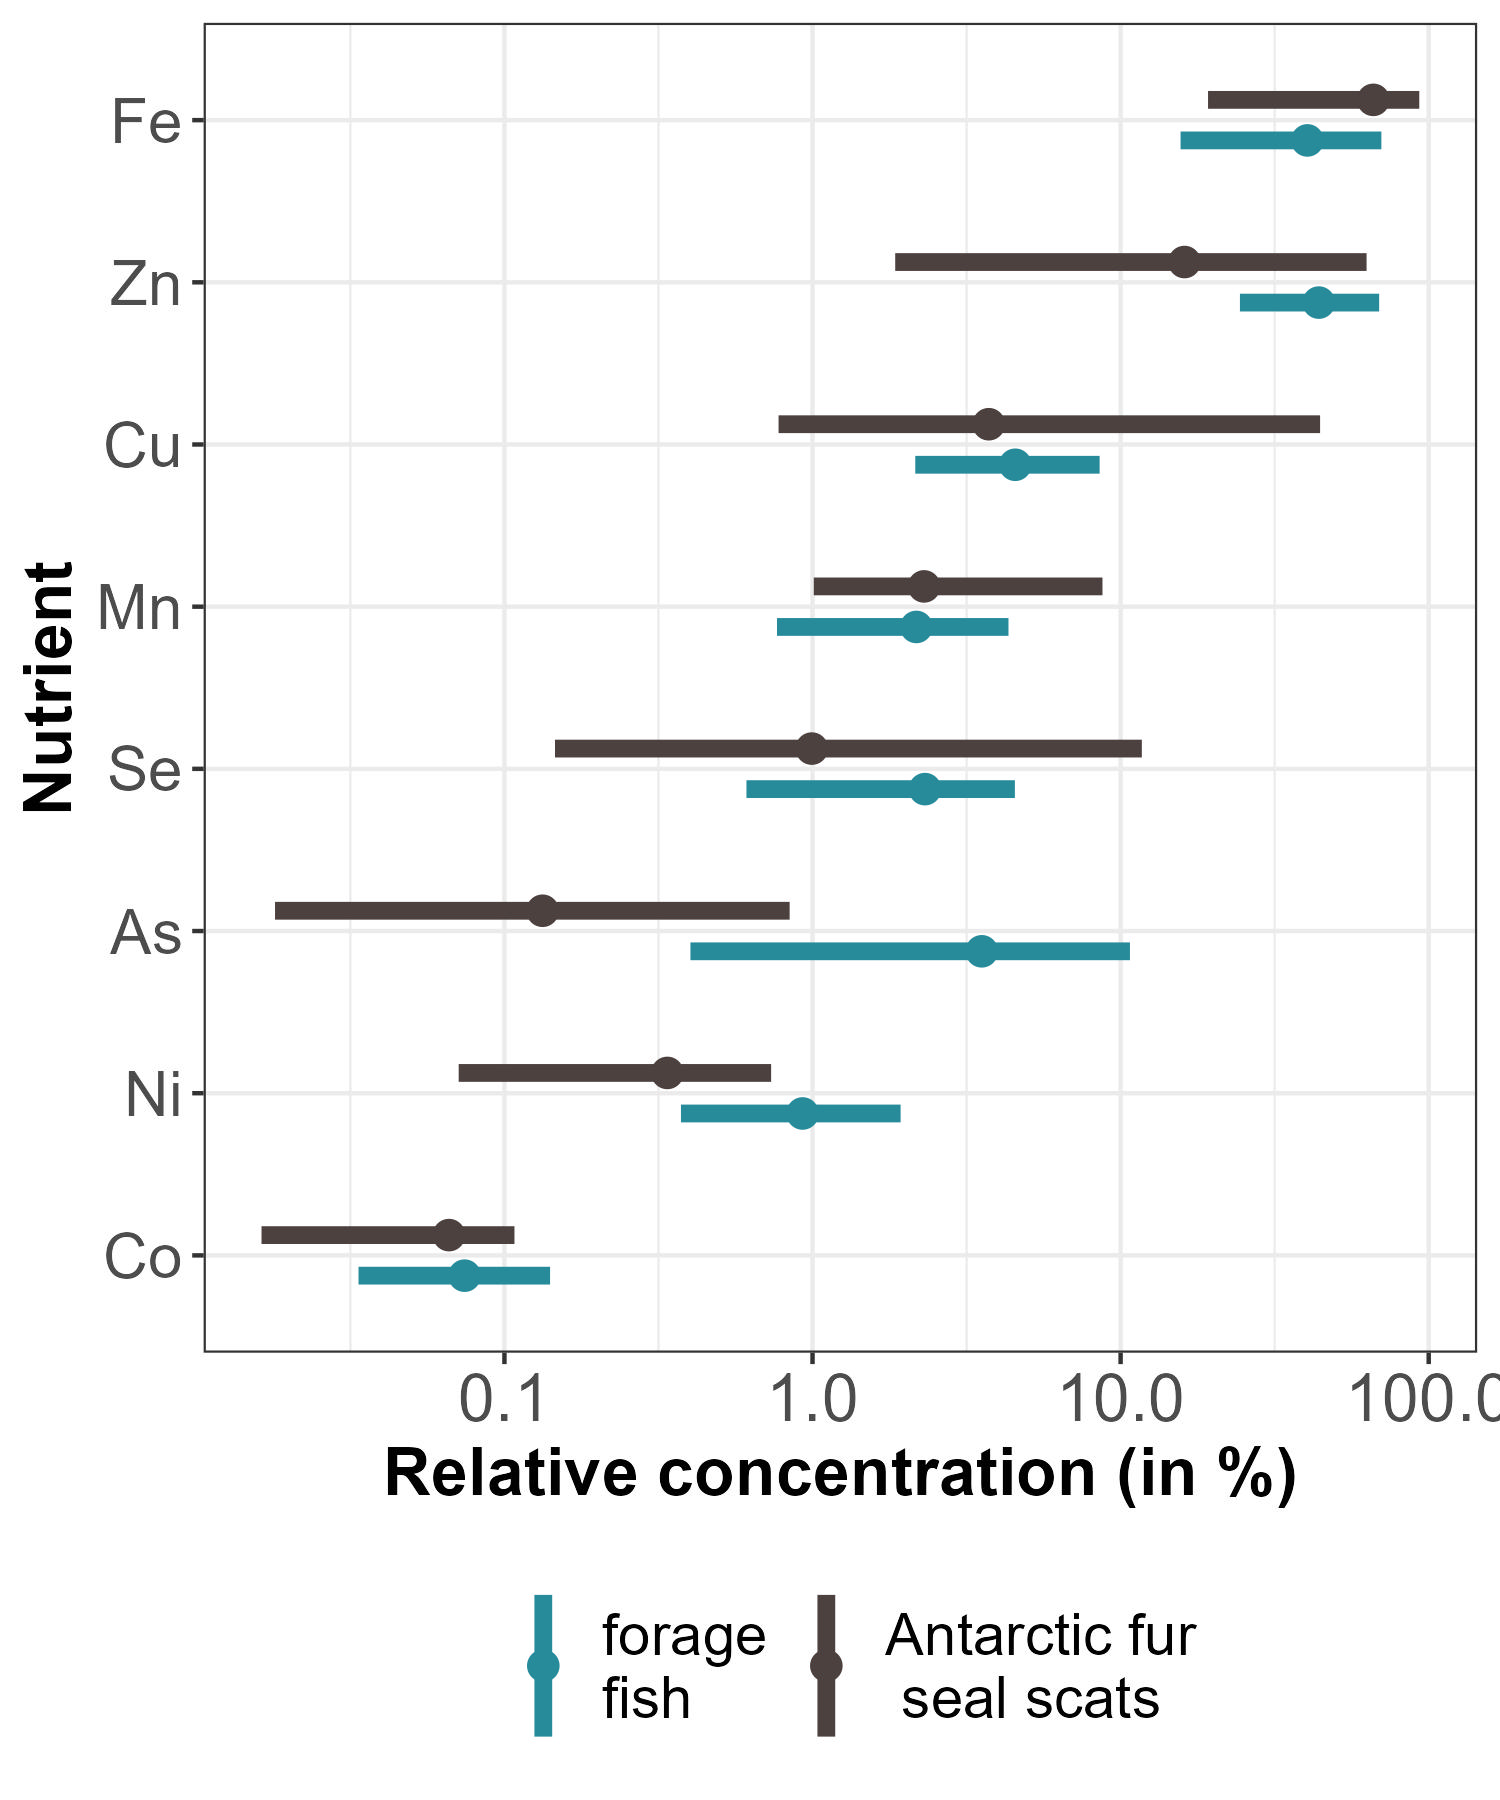 Fe
Zn
Cu
Mn
Se
As
Ni
Co
Nutrient
0.1
1.0
10.0
100.0
Relative concentration (in %)
forage
fish
Antarctic fur
seal scats